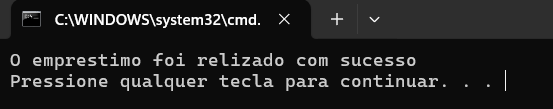 C:\WINDOWS\system32\cmd.
O emprestimo foi relizado com sucesso
Pressione qualquer tecla para continuar. . .